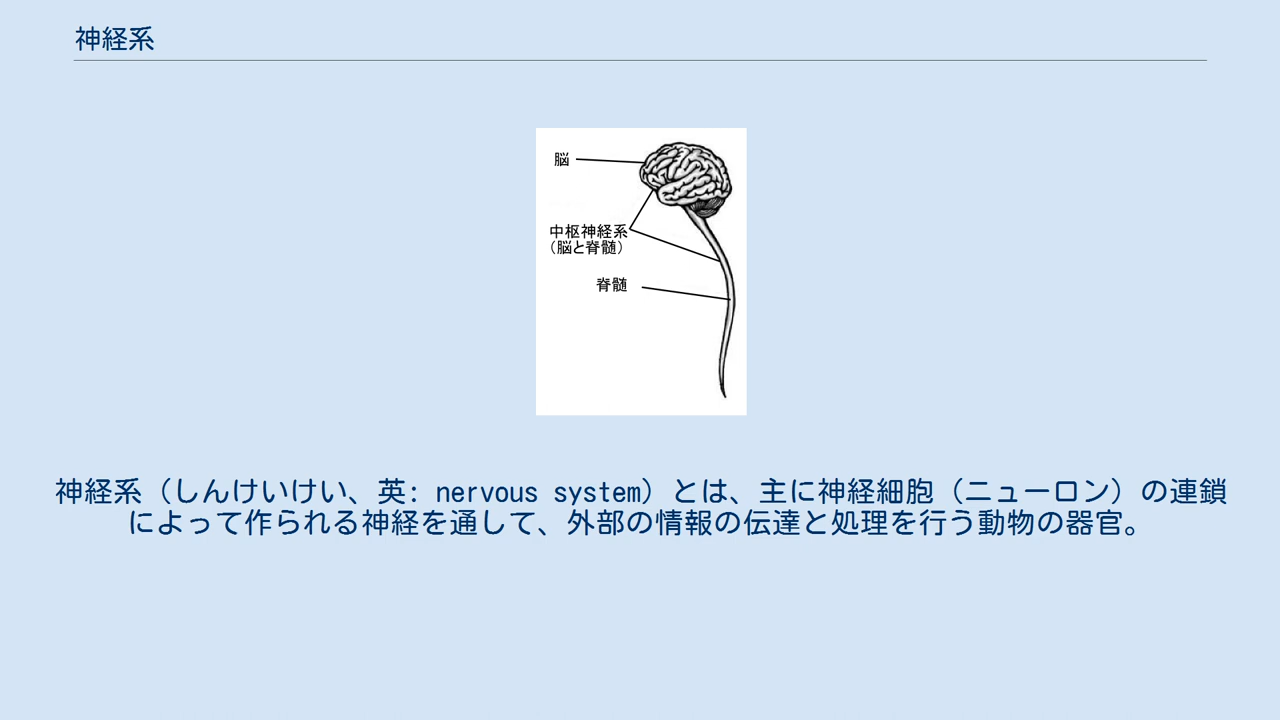 神経系
脳
中枢神経系
（脳と脊髄）
脊髄
神経系（しんけいけい、英: nervous system）とは、主に神経細胞（ニューロン）の連鎖
によって作られる神経を通して、外部の情報の伝達と処理を行う動物の器官。